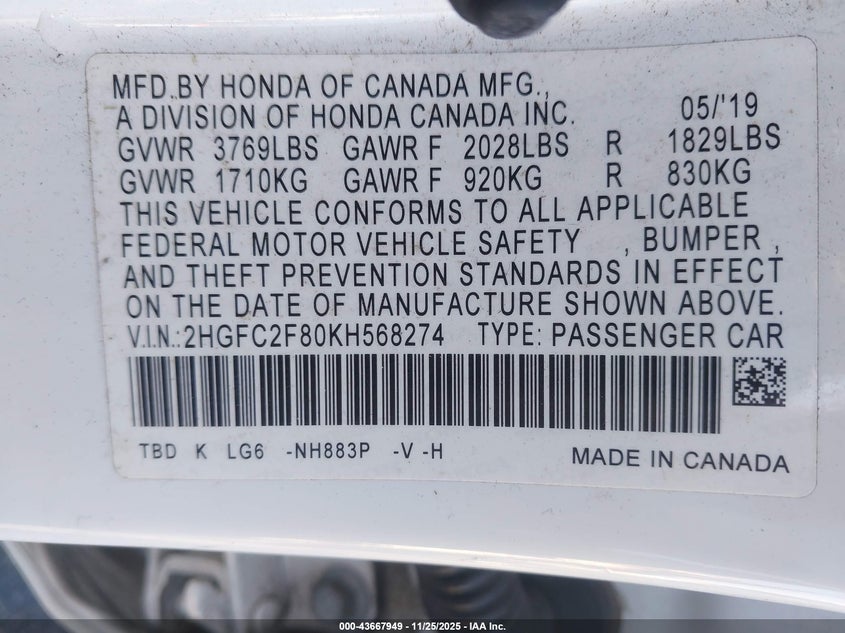 MFD.BY HONDA OF CANADA MFG.,
A DIVISION OF HONDA CANADA INC. 05/'19
GVWR 3769LBS GAWR F 2028LBS R 1829LBS
GVWR 1710KG GAWR F 920KG R 830KG
THIS VEHICLE CONFORMS TO ALL APPLICABLE
FEDERAL MOTOR VEHICLE SAFETY , BUMPER ,
AND THEFT PREVENTION STANDARDS IN EFFECT
ON THE DATE OF MANUFACTURE SHOWN ABOVE.
V.I.N.:2HGFC2F80KH568274 TYPE: PASSENGER CAR
TBD K LG6 -NH883P -V -H MADE IN CANADA
000-43667949 - 11/25/2025 - IAA Inc.